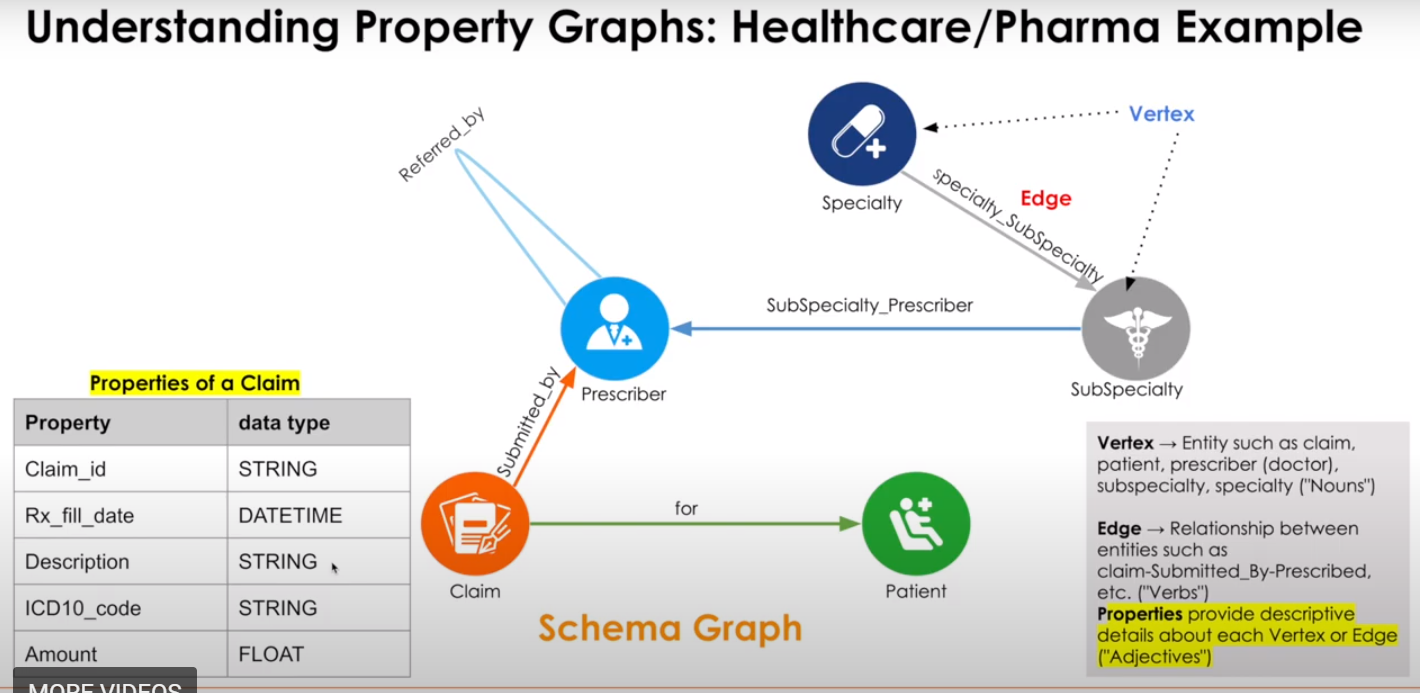 Understanding Property Graphs: Healthcare/Pharma Example
Referred_by
Vertex
Specialty
specialty_SubSpecialty
Edge
SubSpecialty_Prescriber
Prescriber
SubSpecialty
Submitted_by
for
Claim
Patient
Schema Graph
Properties of a Claim
Property data type
Claim_id STRING
Rx_fill_date DATETIME
Description STRING
ICD10_code STRING
Amount FLOAT
Vertex → Entity such as claim,
patient, prescriber (doctor),
subspecialty, specialty ("Nouns")
Edge → Relationship between
entities such as
claim-Submitted_By-Prescribed,
etc. ("Verbs")
Properties provide descriptive
details about each Vertex or Edge
("Adjectives")
MORE VIDEOS